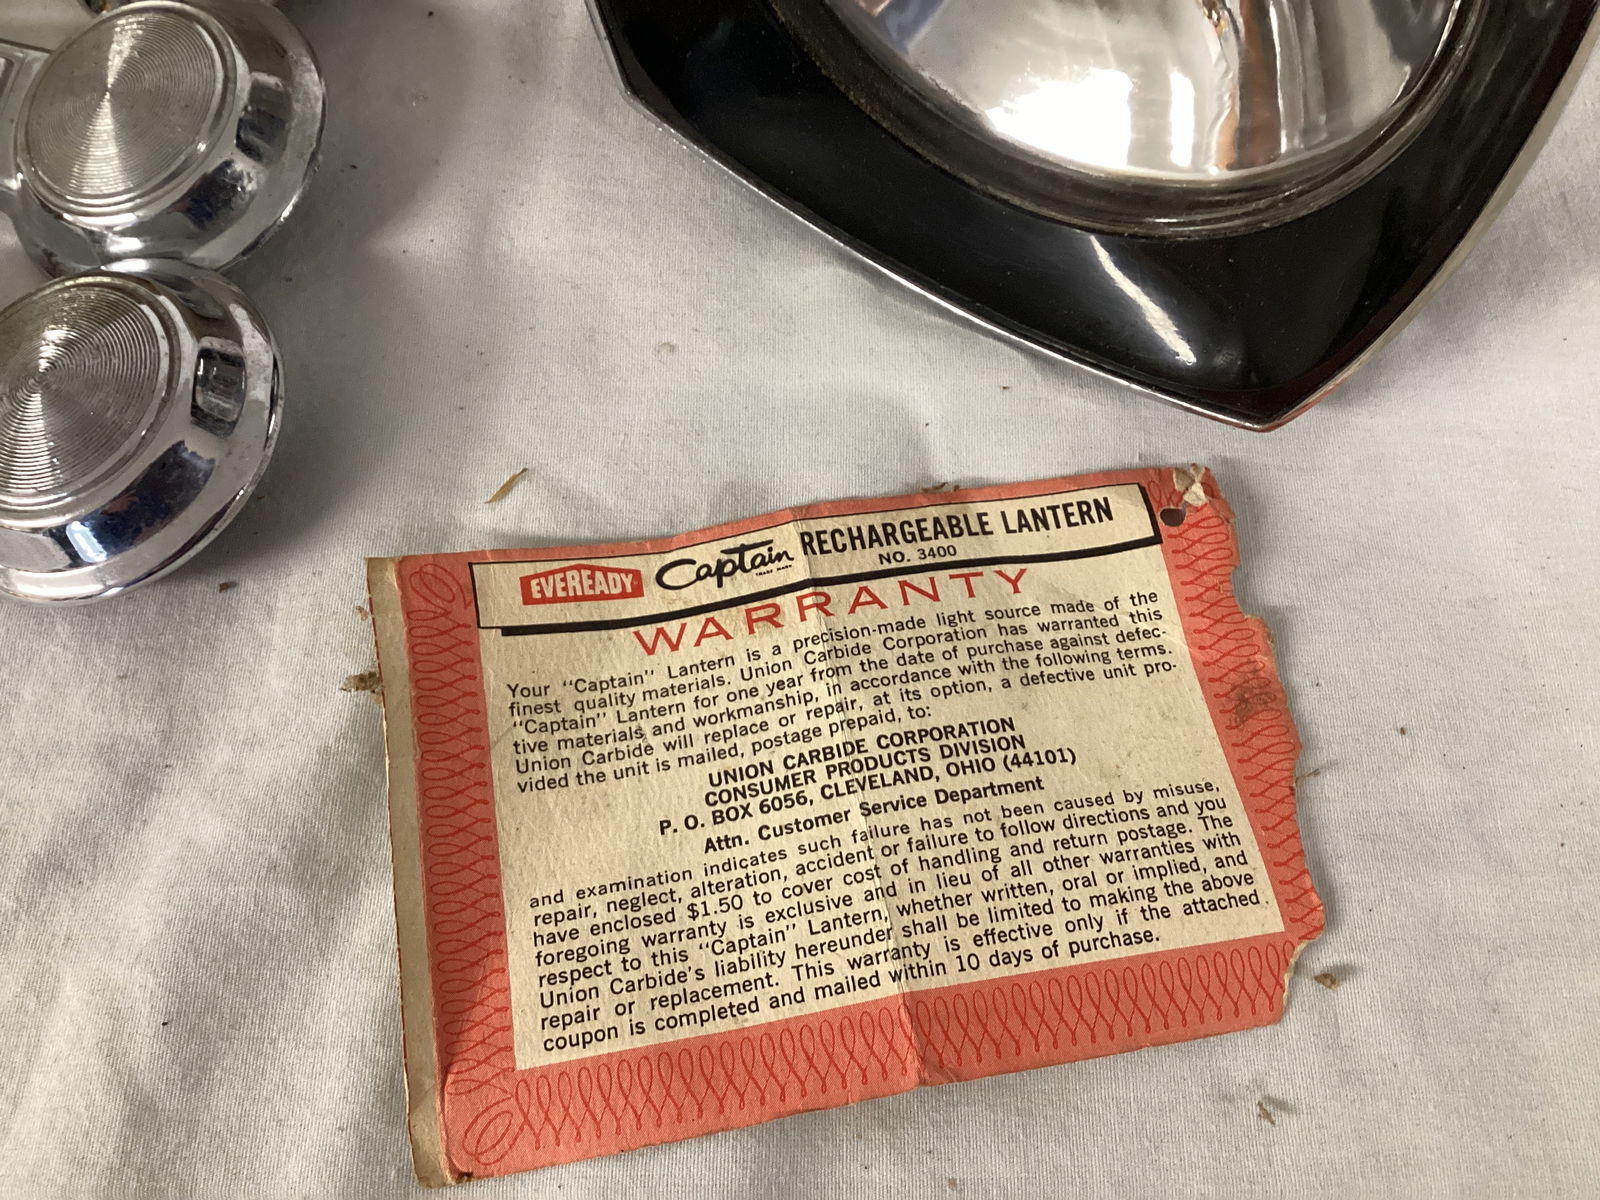 EVEREADY Captain RECHARGEABLE LANTERN
TRADE MARK
NO. 3400
WARRANTY
Your "Captain" Lantern is a precision-made light source made of the
finest quality materials. Union Carbide Corporation has warranted this
"Captain" Lantern for one year from the date of purchase against defec-
tive materials and workmanship, in accordance with the following terms.
Union Carbide will replace or repair, at its option, a defective unit pro-
vided the unit is mailed, postage prepaid, to:
UNION CARBIDE CORPORATION
CONSUMER PRODUCTS DIVISION
P. O. BOX 6056, CLEVELAND, OHIO (44101)
Attn. Customer Service Department
and examination indicates such failure has not been caused by misuse,
repair, neglect, alteration, accident or failure to follow directions and you
have enclosed $1.50 to cover cost of handling and return postage. The
foregoing warranty is exclusive and in lieu of all other warranties with
respect to this "Captain" Lantern, whether written, oral or implied, and
Union Carbide's liability hereunder shall be limited to making the above
repair or replacement. This warranty is effective only if the attached
coupon is completed and mailed within 10 days of purchase.